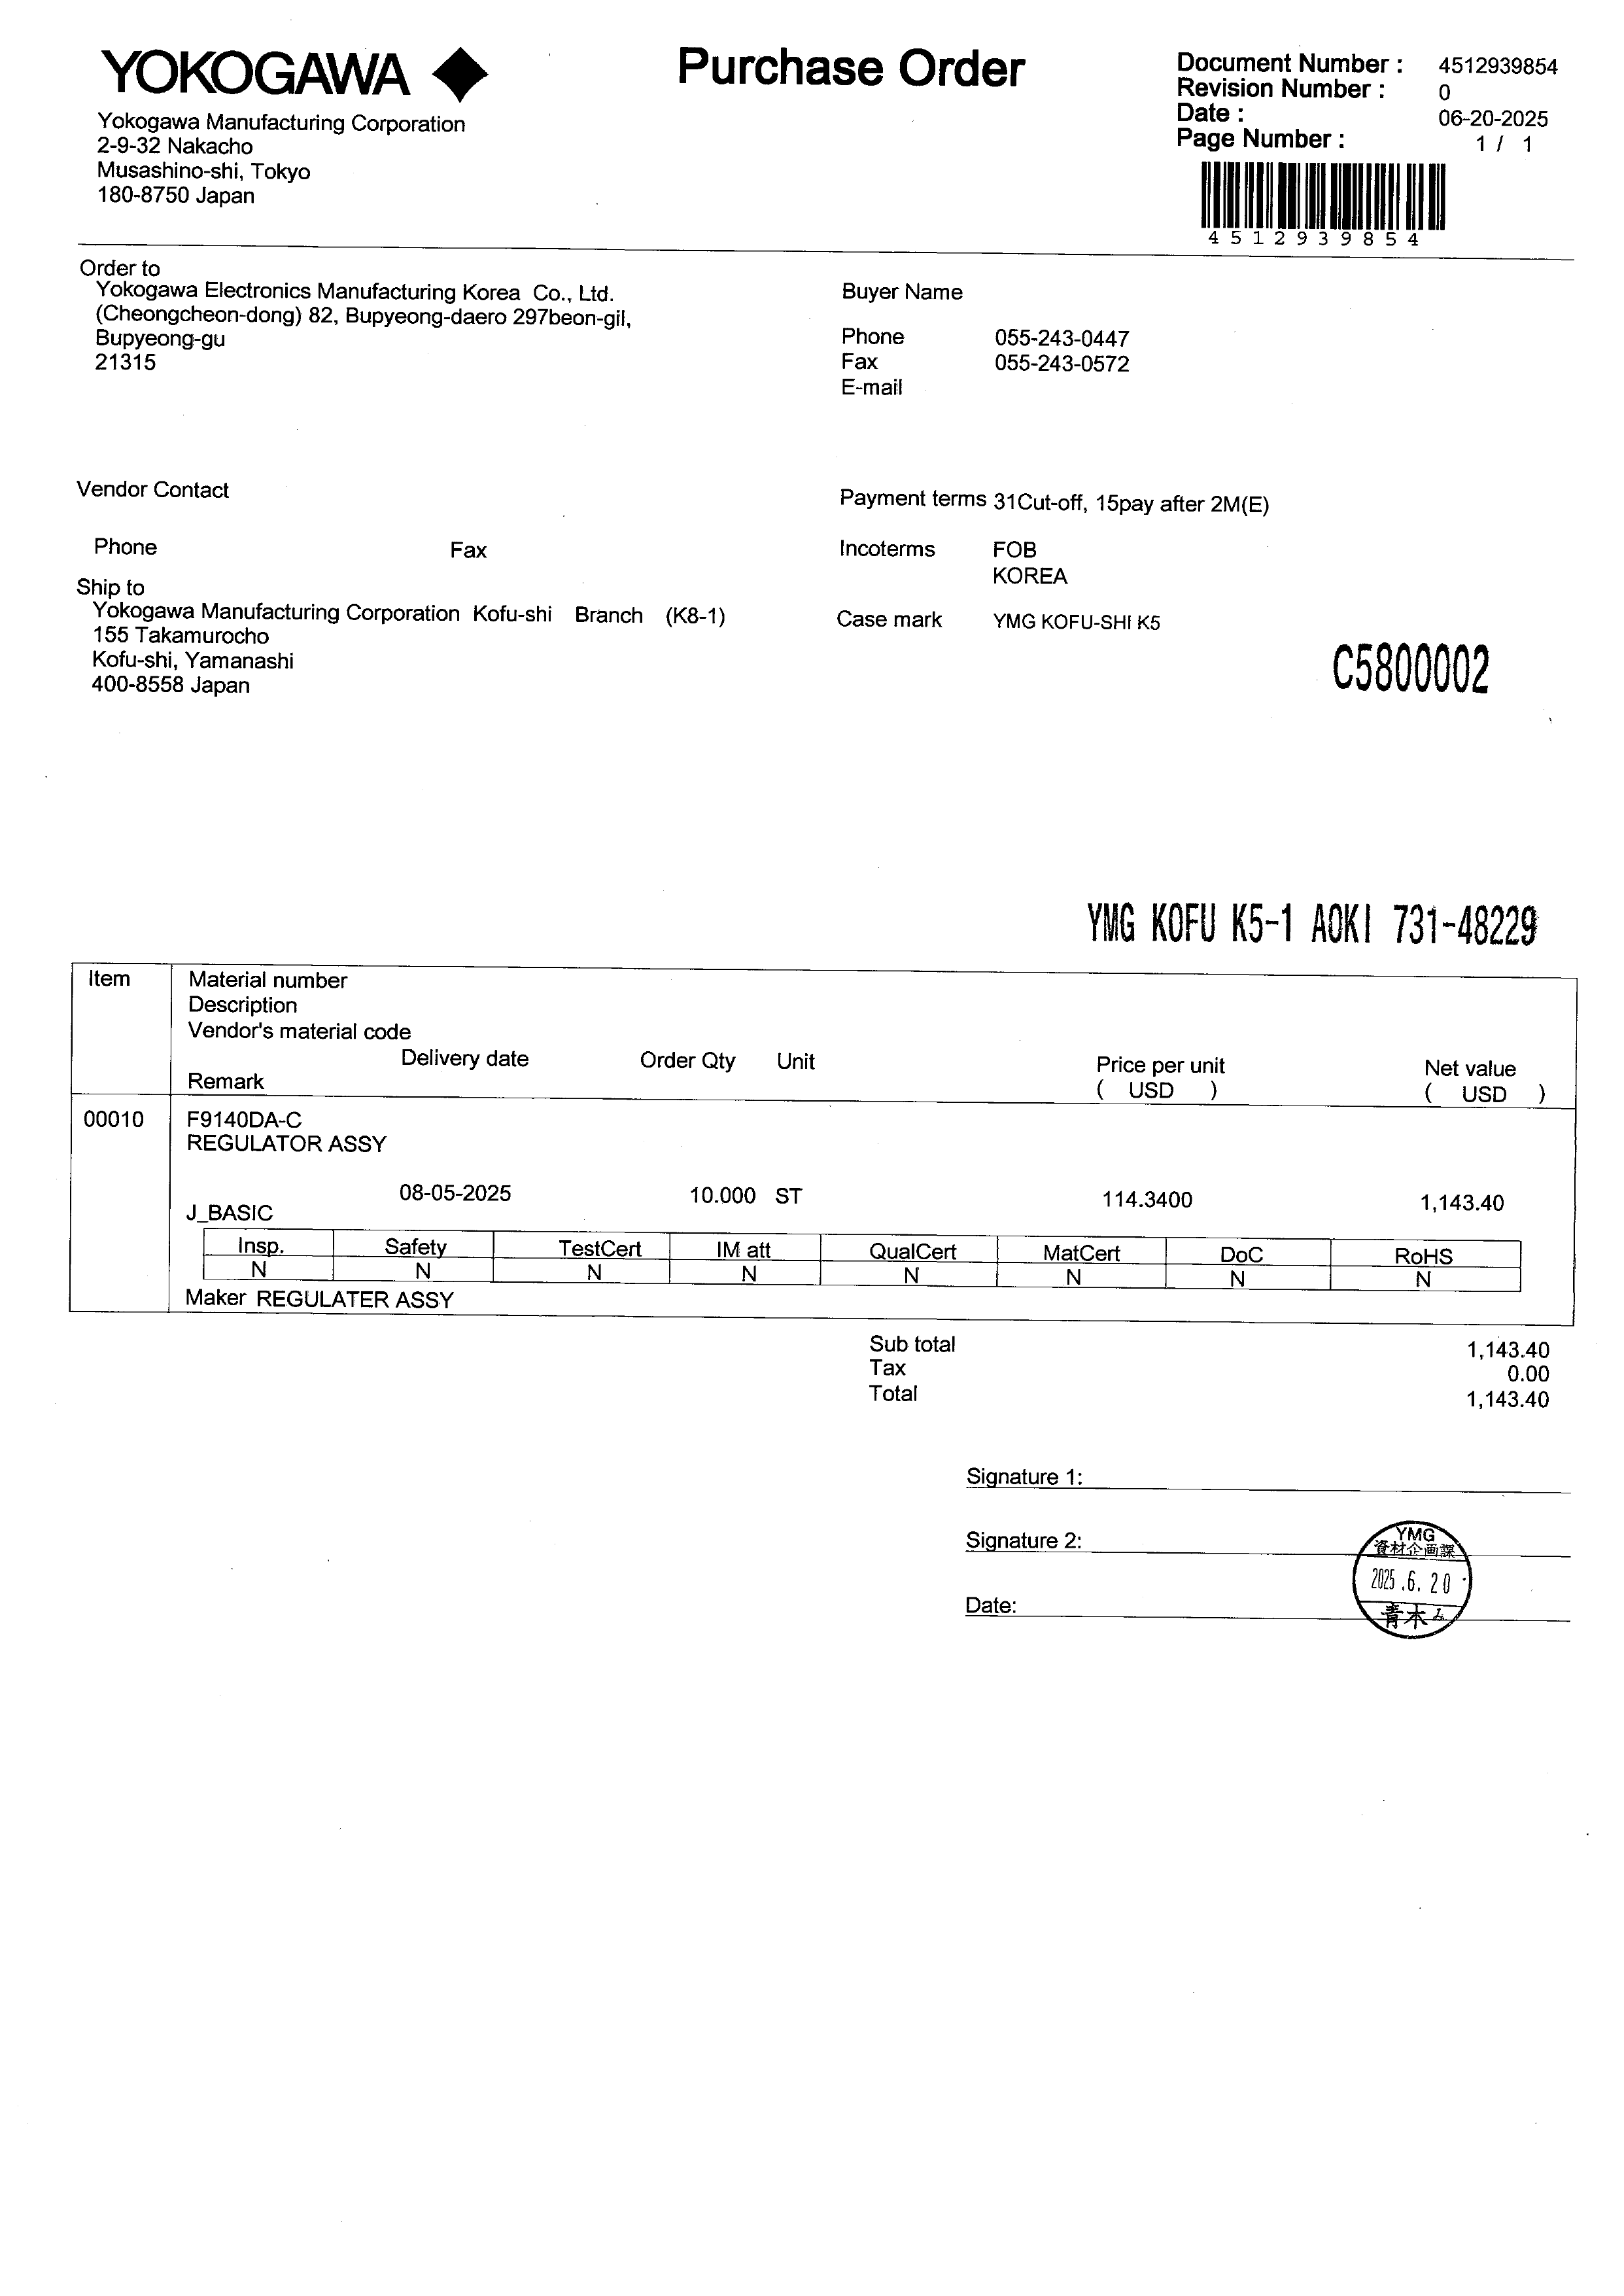 YOKOGAWA
Purchase Order
Document Number : 4512939854
Revision Number : 0
Date : 06-20-2025
Page Number : 1 / 1
4512939854
Yokogawa Manufacturing Corporation
2-9-32 Nakacho
Musashino-shi, Tokyo
180-8750 Japan
Order to
Yokogawa Electronics Manufacturing Korea Co., Ltd.
(Cheongcheon-dong) 82, Bupyeong-daero 297beon-gil,
Bupyeong-gu
21315
Buyer Name
Phone 055-243-0447
Fax 055-243-0572
E-mail
Vendor Contact
Phone Fax
Payment terms 31Cut-off, 15pay after 2M(E)
Incoterms FOB
KOREA
Case mark YMG KOFU-SHI K5
Ship to
Yokogawa Manufacturing Corporation Kofu-shi Branch (K8-1)
155 Takamurocho
Kofu-shi, Yamanashi
400-8558 Japan
C5800002
YMG KOFU K5-1 AOKI 731-48229
Item Material number
Description
Vendor's material code
Delivery date Order Qty Unit Price per unit Net value
Remark ( USD ) ( USD )
00010 F9140DA-C
REGULATOR ASSY
08-05-2025 10.000 ST 114.3400 1,143.40
J_BASIC
Insp. Safety TestCert IM att QualCert MatCert DoC RoHS
N N N N N N N N
Maker REGULATER ASSY
Sub total 1,143.40
Tax 0.00
Total 1,143.40
Signature 1:
Signature 2:
Date:
YMG
資材企画課
2025.6.20
青木